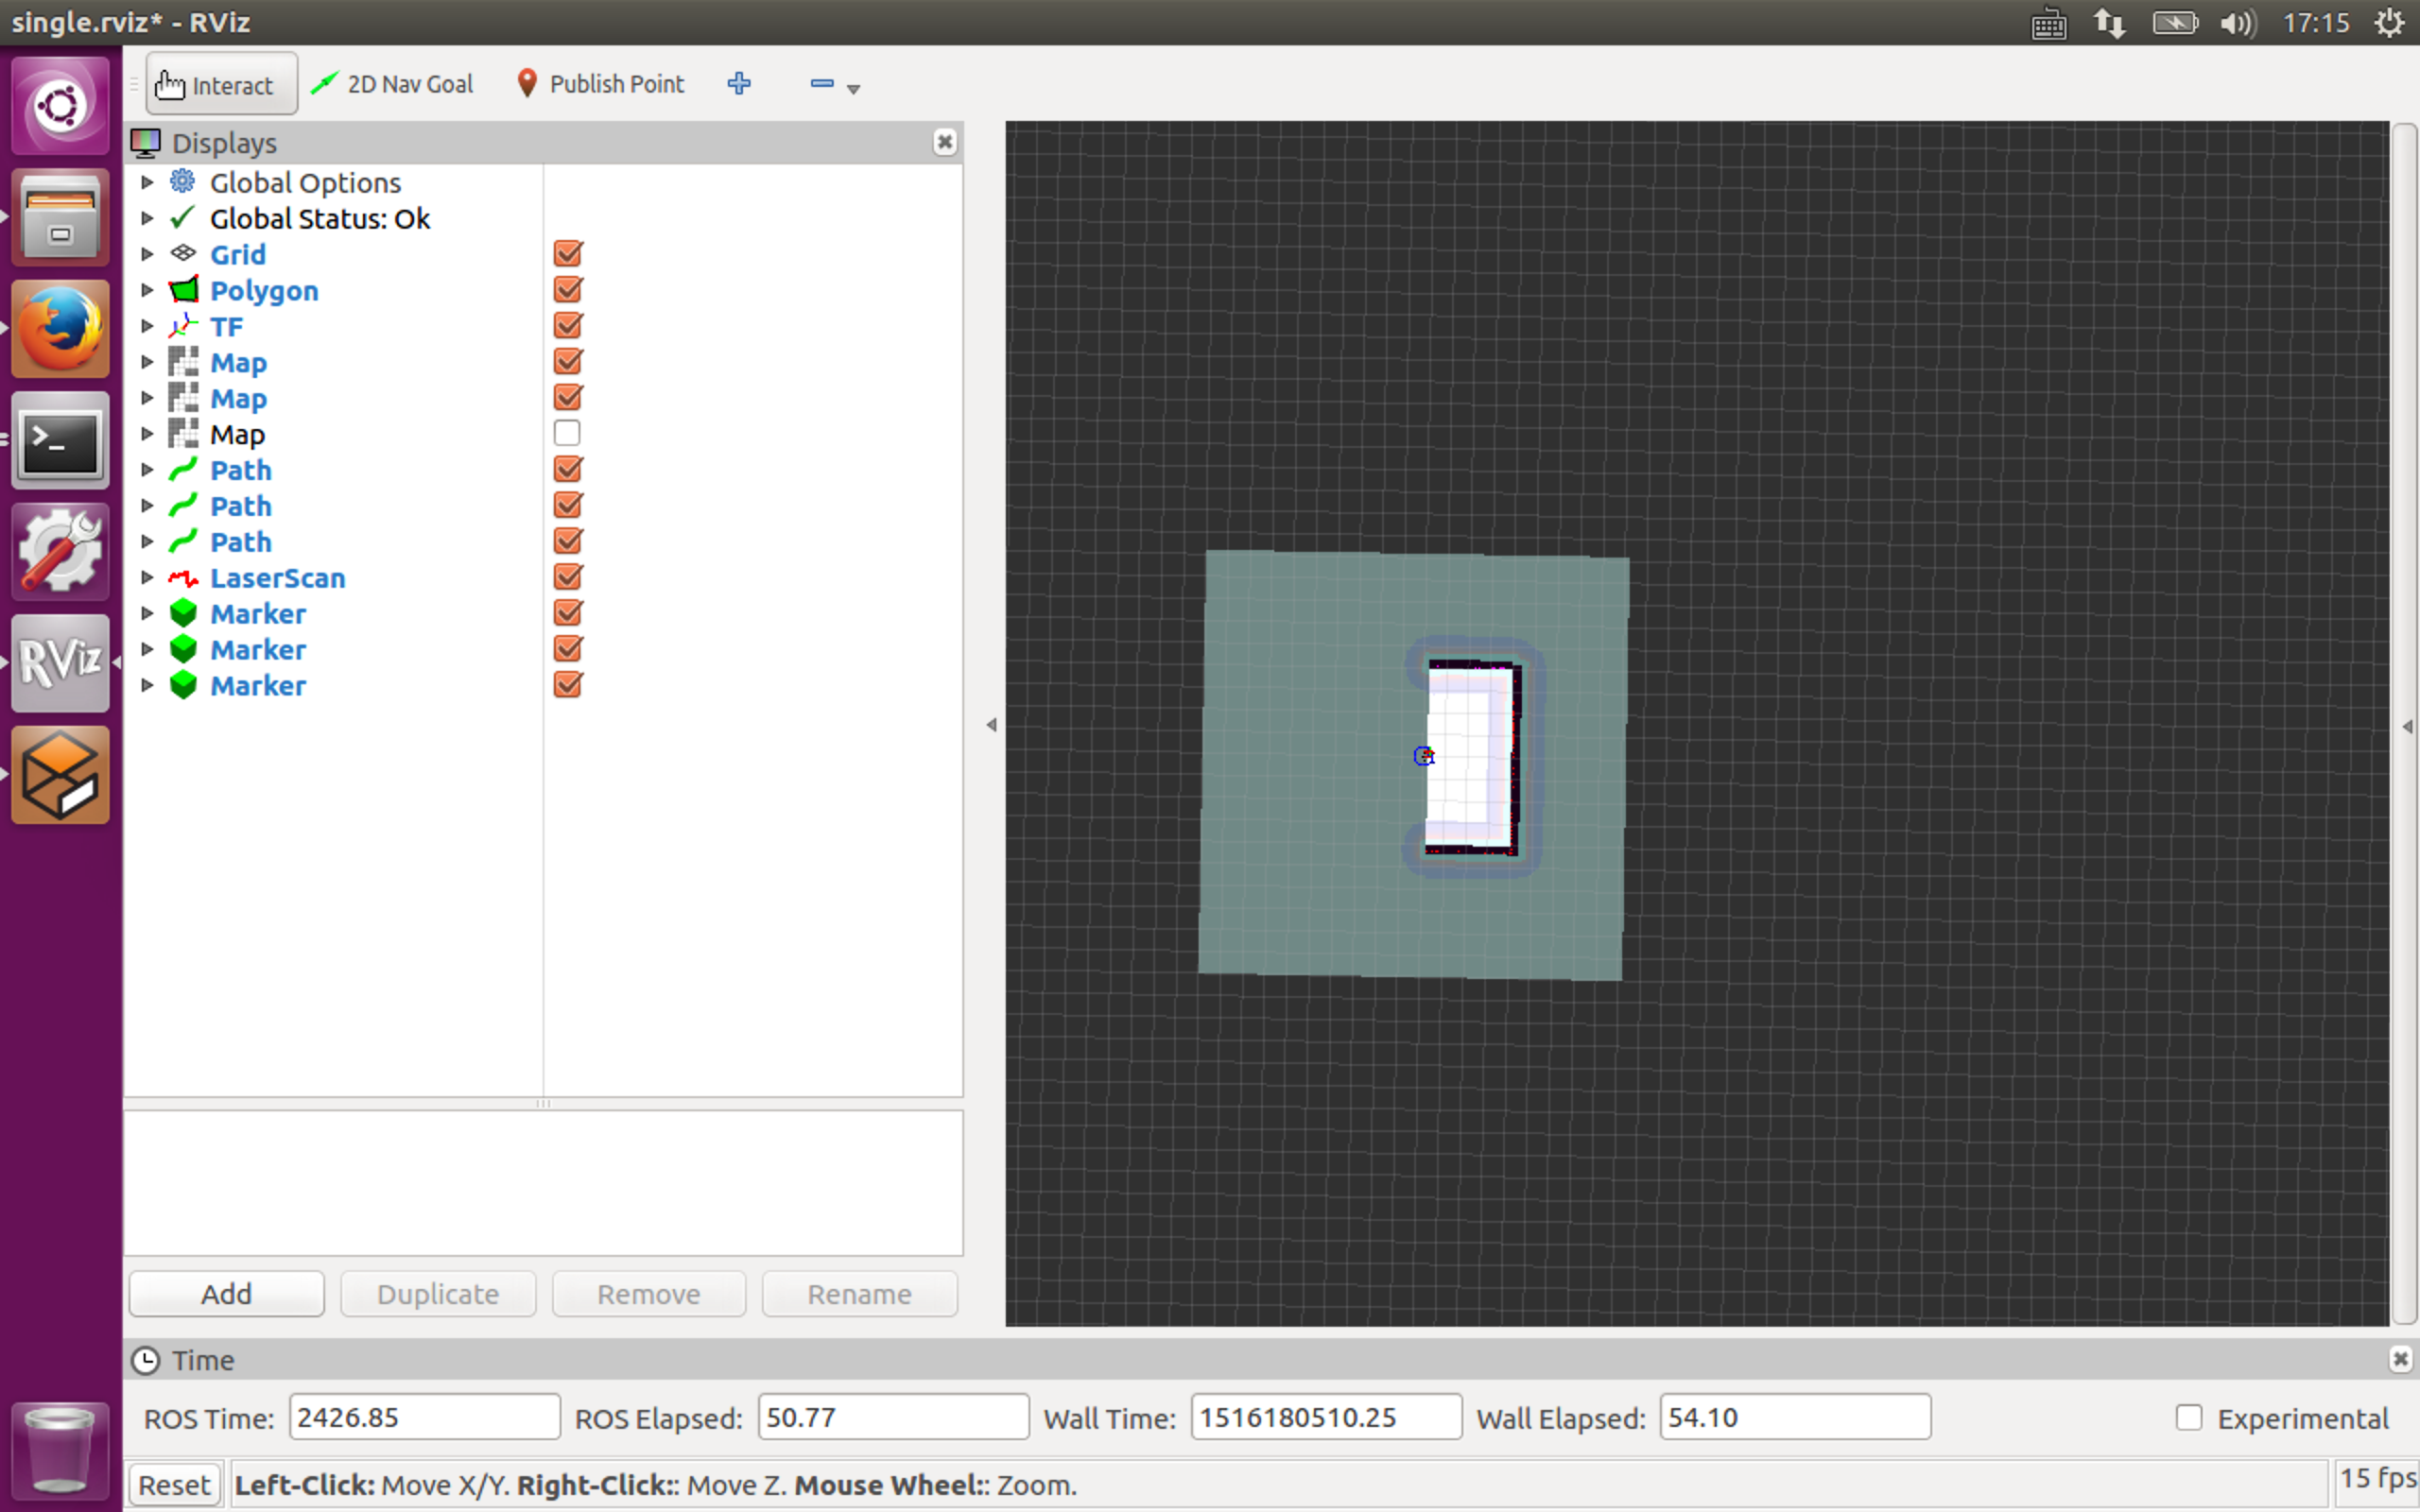 single.rviz* - RViz
17:15
Interact
2D Nav Goal
Publish Point
Displays
Global Options
Global Status: Ok
Grid
Polygon
TF
Map
Map
Map
Path
Path
Path
LaserScan
Marker
Marker
Marker
>_
RViz
Add
Duplicate
Remove
Rename
Time
ROS Time: 2426.85
ROS Elapsed: 50.77
Wall Time: 1516180510.25
Wall Elapsed: 54.10
Experimental
Reset
Left-Click: Move X/Y. Right-Click:: Move Z. Mouse Wheel:: Zoom.
15 fps